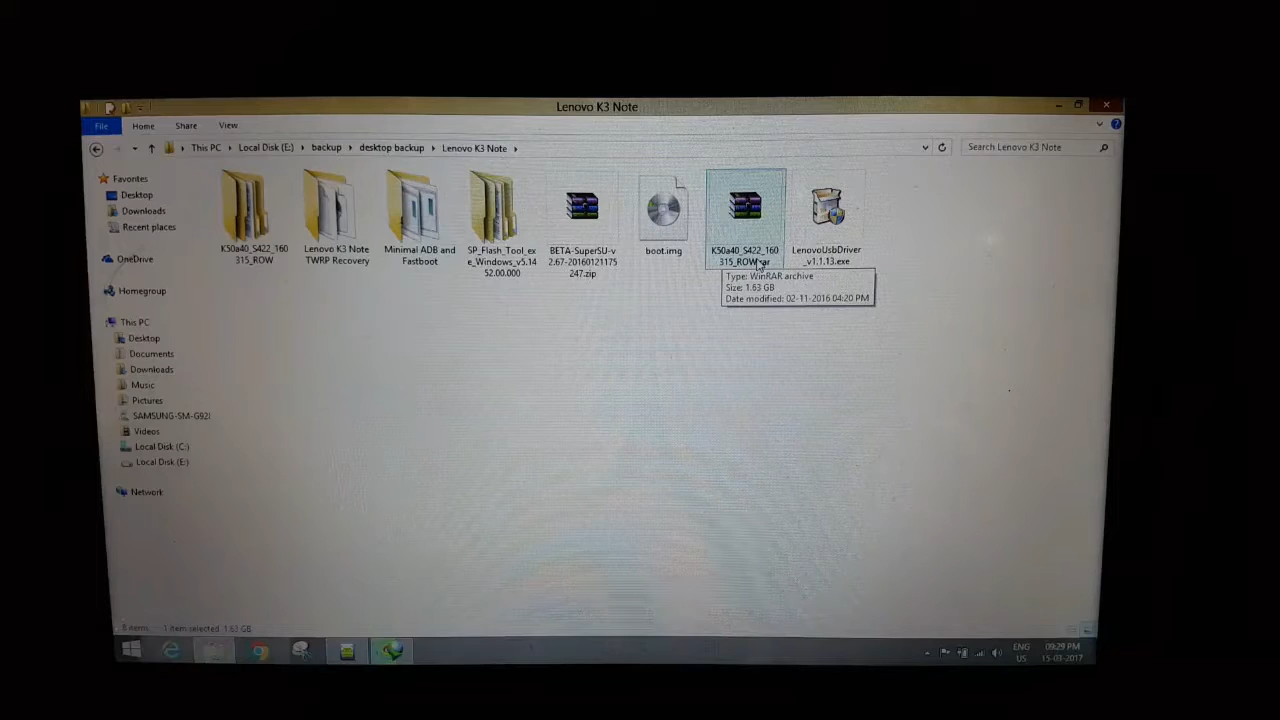 Lenovo K3 Note
File Home Share View
This PC Local Disk (E:) backup desktop backup Lenovo K3 Note
Search Lenovo K3 Note
Favorites
Desktop
Downloads
Recent places
OneDrive
Homegroup
This PC
Desktop
Documents
Downloads
Music
Pictures
SAMSUNG-SM-G92
Videos
Local Disk (C:)
Local Disk (E:)
Network
K50a40_S422_160
315_ROW
Lenovo K3 Note
TWRP Recovery
Minimal ADB and
Fastboot
SP_Flash_Tool_ex
e_Windows_v5.14
52.00.000
BETA-SuperSU-v
2.67-20160121175
247.zip
boot.img
K50a40_S422_160
315_ROW.rar
LenovoUsbDriver
_v1.1.13.exe
Type: WinRAR archive
Size: 1.63 GB
Date modified: 02-11-2016 04:20 PM
8 items 1 item selected 1.63 GB
ENG
US
09:29 PM
15-03-2017